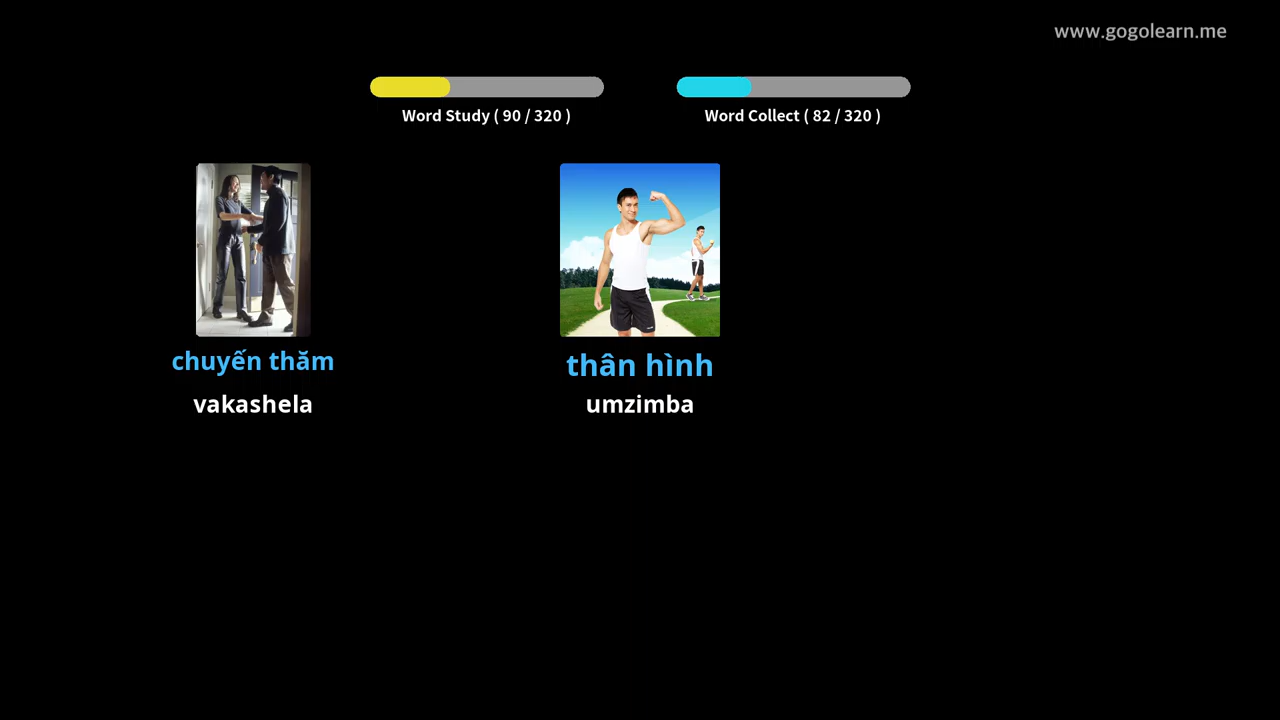 www.gogolearn.me
Word Study ( 90 / 320 )
Word Collect ( 82 / 320 )
chuyến thăm
vakashela
thân hình
umzimba